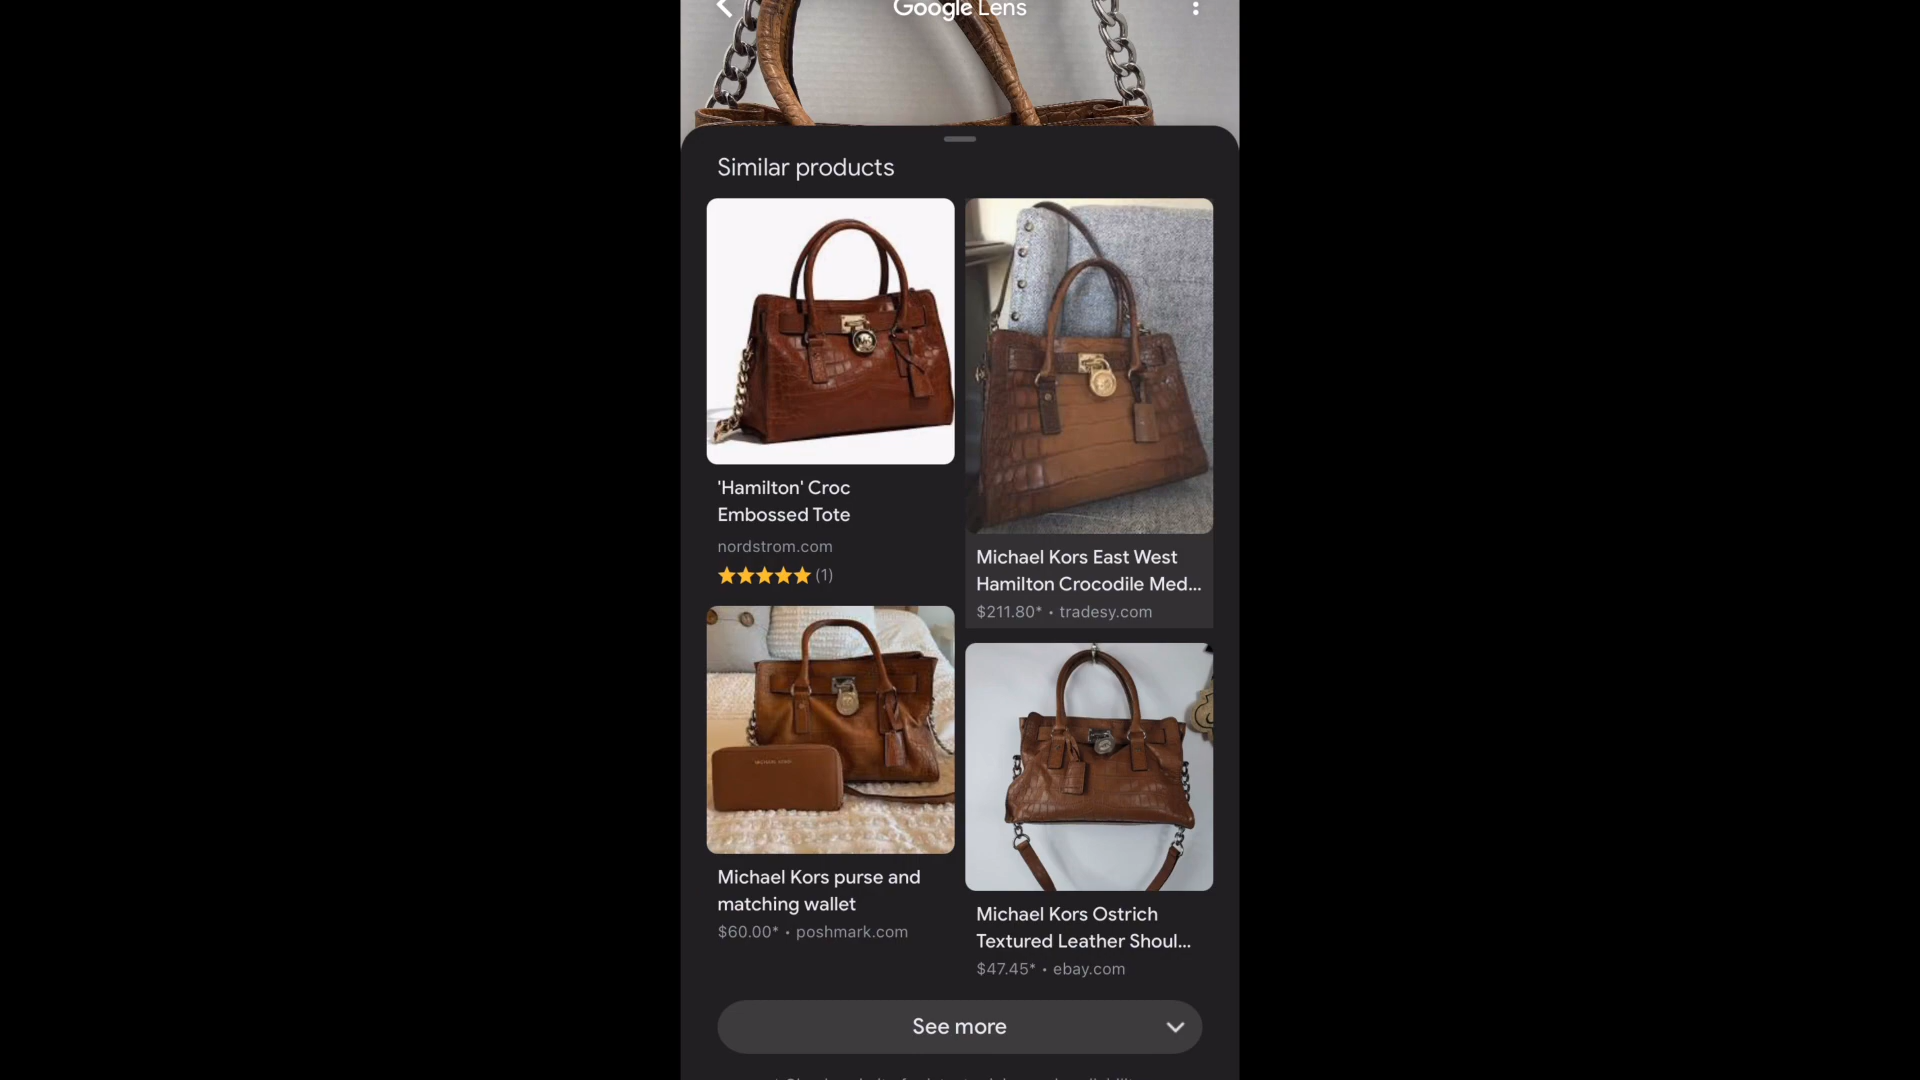 Google Lens
Similar products
'Hamilton' Croc
Embossed Tote
nordstrom.com
(1)
Michael Kors East West
Hamilton Crocodile Med...
$211.80* • tradesy.com
MICHAEL KORS
Michael Kors purse and
matching wallet
$60.00* • poshmark.com
Michael Kors Ostrich
Textured Leather Shoul...
$47.45* • ebay.com
See more